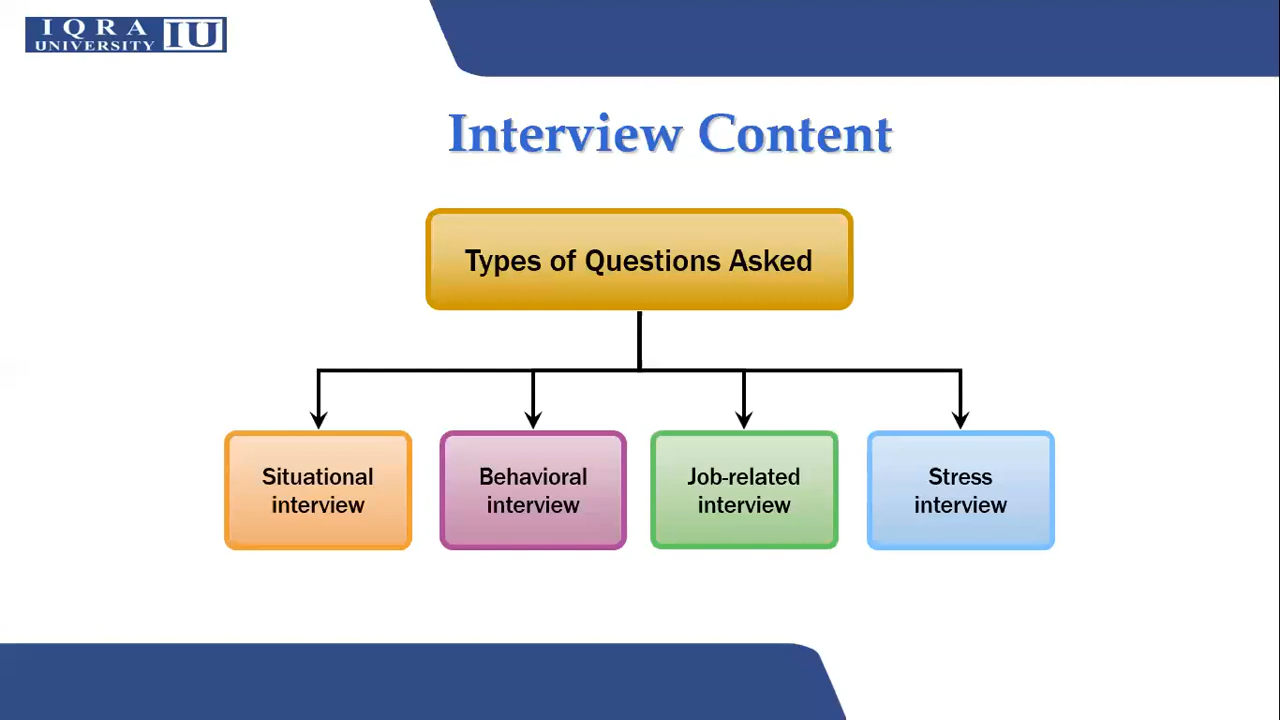 IQRA
UNIVERSITY IU
Interview Content
Types of Questions Asked
Situational
interview
Behavioral
interview
Job-related
interview
Stress
interview